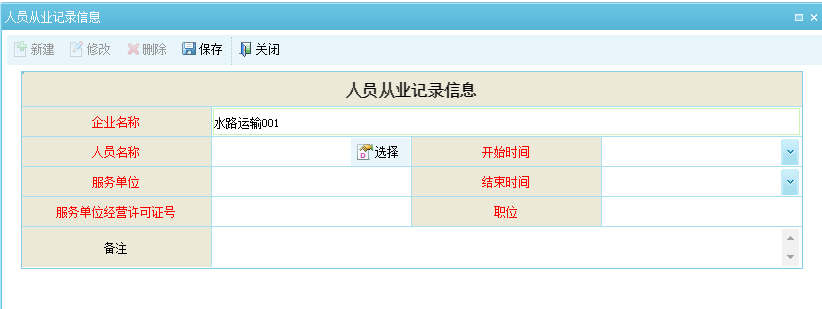 人员从业记录信息
新建 修改 删除 保存 关闭
人员从业记录信息
企业名称 水路运输001
人员名称 选择 开始时间
服务单位 结束时间
服务单位经营许可证号 职位
备注